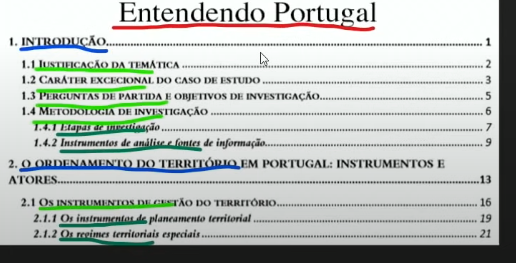 Entendendo Portugal
1. INTRODUÇÃO.................................................................................................... 1
1.1 JUSTIFICAÇÃO DA TEMÁTICA ................................................................................ 2
1.2 CARÁTER EXCECIONAL DO CASO DE ESTUDO ........................................................ 3
1.3 PERGUNTAS DE PARTIDA E OBJETIVOS DE INVESTIGAÇÃO........................................ 5
1.4 METODOLOGIA DE INVESTIGAÇÃO ........................................................................ 6
1.4.1 Etapas de investigação .................................................................................. 7
1.4.2 Instrumentos de análise e fontes de informação............................................... 9
2. O ORDENAMENTO DO TERRITÓRIO EM PORTUGAL: INSTRUMENTOS E
ATORES...............................................................................................................13
2.1 OS INSTRUMENTOS DE GESTÃO DO TERRITÓRIO................................................... 16
2.1.1 Os instrumentos de planeamento territorial ................................................... 19
2.1.2 Os regimes territoriais especiais .................................................................... 21